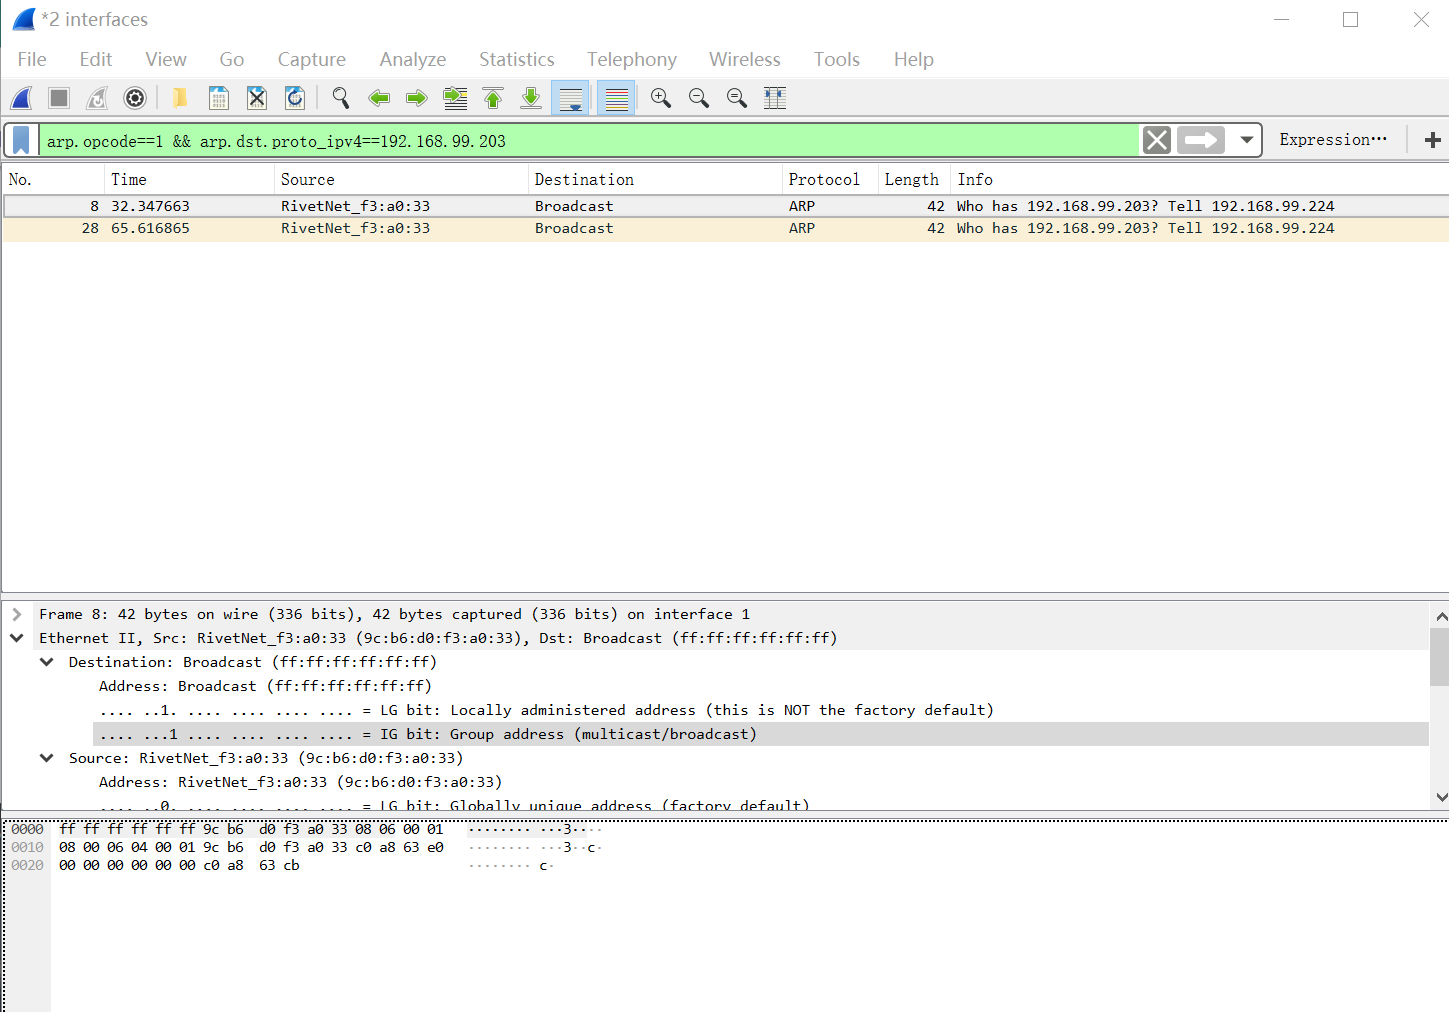 *2 interfaces
File Edit View Go Capture Analyze Statistics Telephony Wireless Tools Help
arp.opcode==1 && arp.dst.proto_ipv4==192.168.99.203 Expression… +
No. Time Source Destination Protocol Length Info
8 32.347663 RivetNet_f3:a0:33 Broadcast ARP 42 Who has 192.168.99.203? Tell 192.168.99.224
28 65.616865 RivetNet_f3:a0:33 Broadcast ARP 42 Who has 192.168.99.203? Tell 192.168.99.224
Frame 8: 42 bytes on wire (336 bits), 42 bytes captured (336 bits) on interface 1
Ethernet II, Src: RivetNet_f3:a0:33 (9c:b6:d0:f3:a0:33), Dst: Broadcast (ff:ff:ff:ff:ff:ff)
Destination: Broadcast (ff:ff:ff:ff:ff:ff)
Address: Broadcast (ff:ff:ff:ff:ff:ff)
.... ..1. .... .... .... .... = LG bit: Locally administered address (this is NOT the factory default)
.... ...1 .... .... .... .... = IG bit: Group address (multicast/broadcast)
Source: RivetNet_f3:a0:33 (9c:b6:d0:f3:a0:33)
Address: RivetNet_f3:a0:33 (9c:b6:d0:f3:a0:33)
.... ..0. .... .... .... .... = LG bit: Globally unique address (factory default)
0000 ff ff ff ff ff ff 9c b6 d0 f3 a0 33 08 06 00 01 ········ ···3····
0010 08 00 06 04 00 01 9c b6 d0 f3 a0 33 c0 a8 63 e0 ········ ···3··c·
0020 00 00 00 00 00 00 c0 a8 63 cb ········ c·